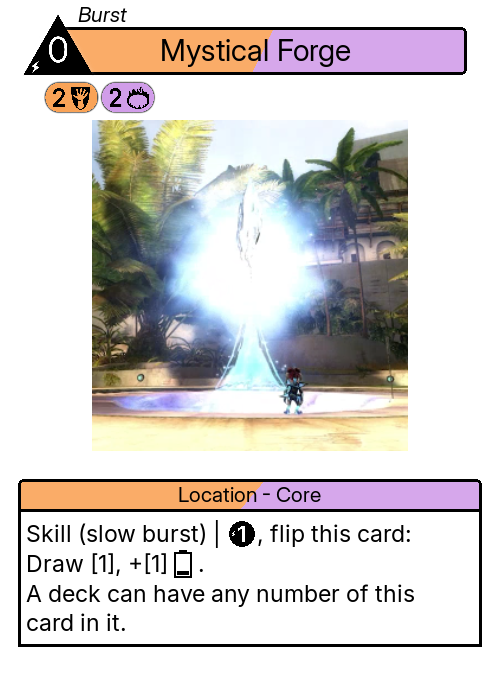 Burst
0 Mystical Forge
2 2
Location - Core
Skill (slow burst) | 1, flip this card:
Draw [1], +[1] .
A deck can have any number of this
card in it.